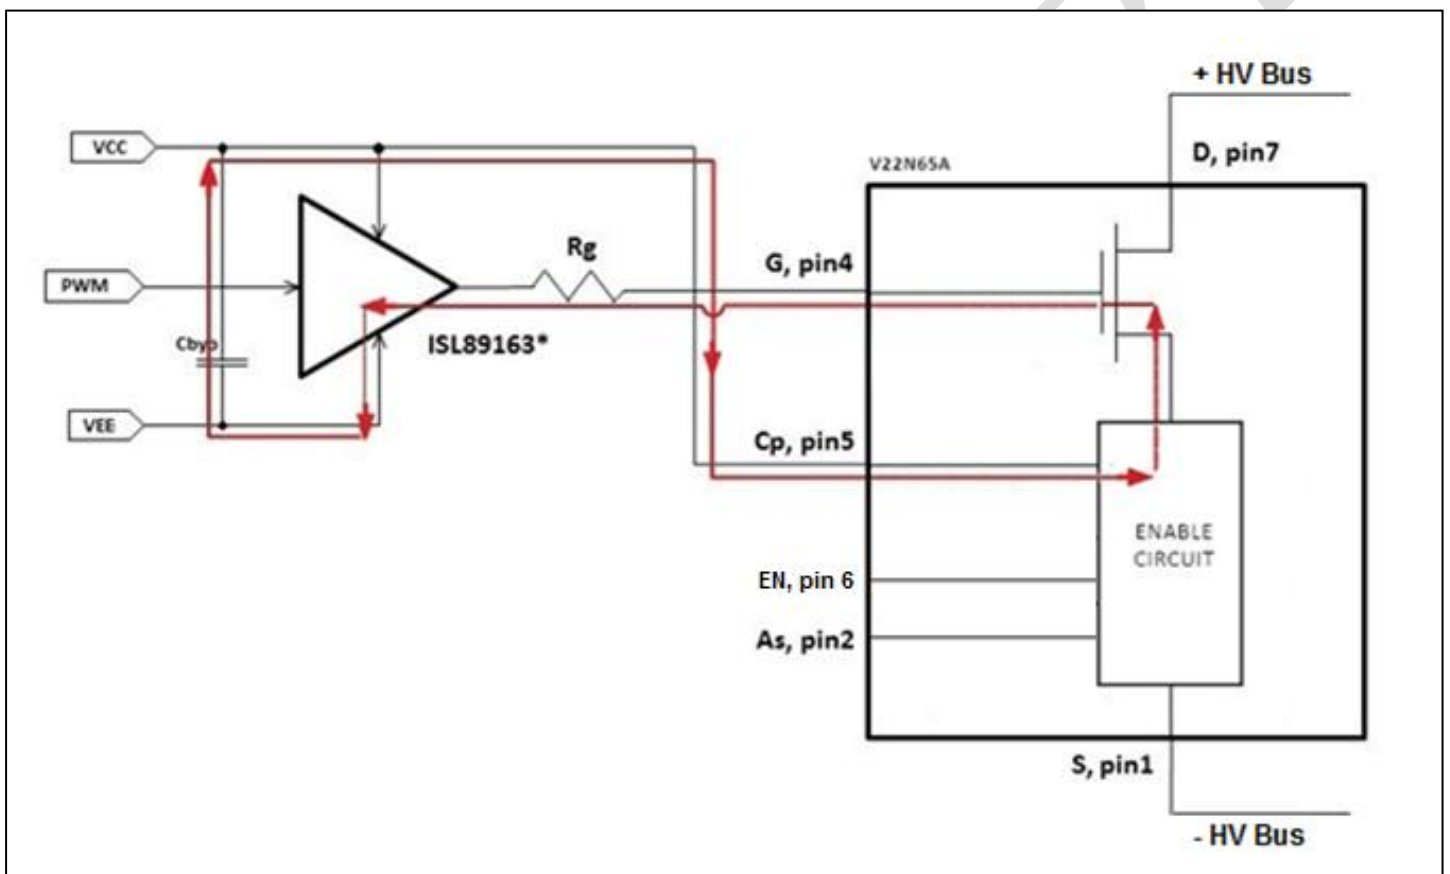 + HV Bus
VCC
D, pin7
V22N65A
Rg
G, pin4
PWM
Cbyp
ISL89163*
VEE
Cp, pin5
ENABLE
CIRCUIT
EN, pin 6
As, pin2
S, pin1
- HV Bus